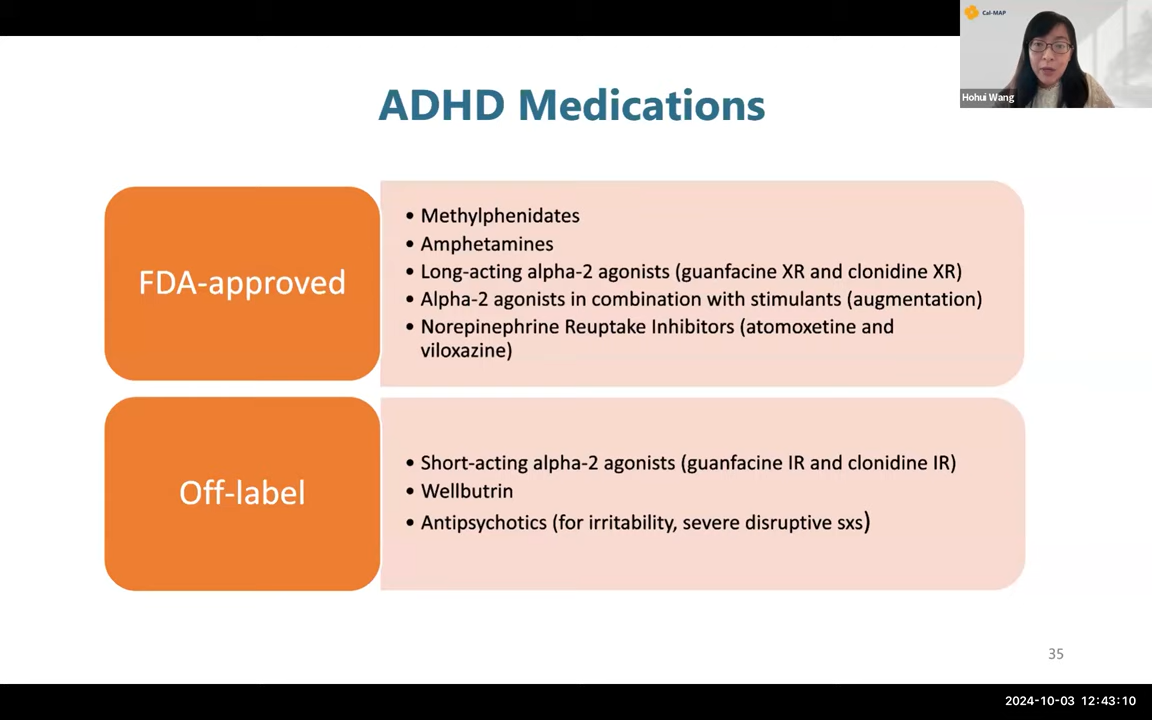 Cal-MAP
Hohui Wang
ADHD Medications
FDA-approved
• Methylphenidates
• Amphetamines
• Long-acting alpha-2 agonists (guanfacine XR and clonidine XR)
• Alpha-2 agonists in combination with stimulants (augmentation)
• Norepinephrine Reuptake Inhibitors (atomoxetine and
viloxazine)
Off-label
• Short-acting alpha-2 agonists (guanfacine IR and clonidine IR)
• Wellbutrin
• Antipsychotics (for irritability, severe disruptive sxs)
35
2024-10-03 12:43:10